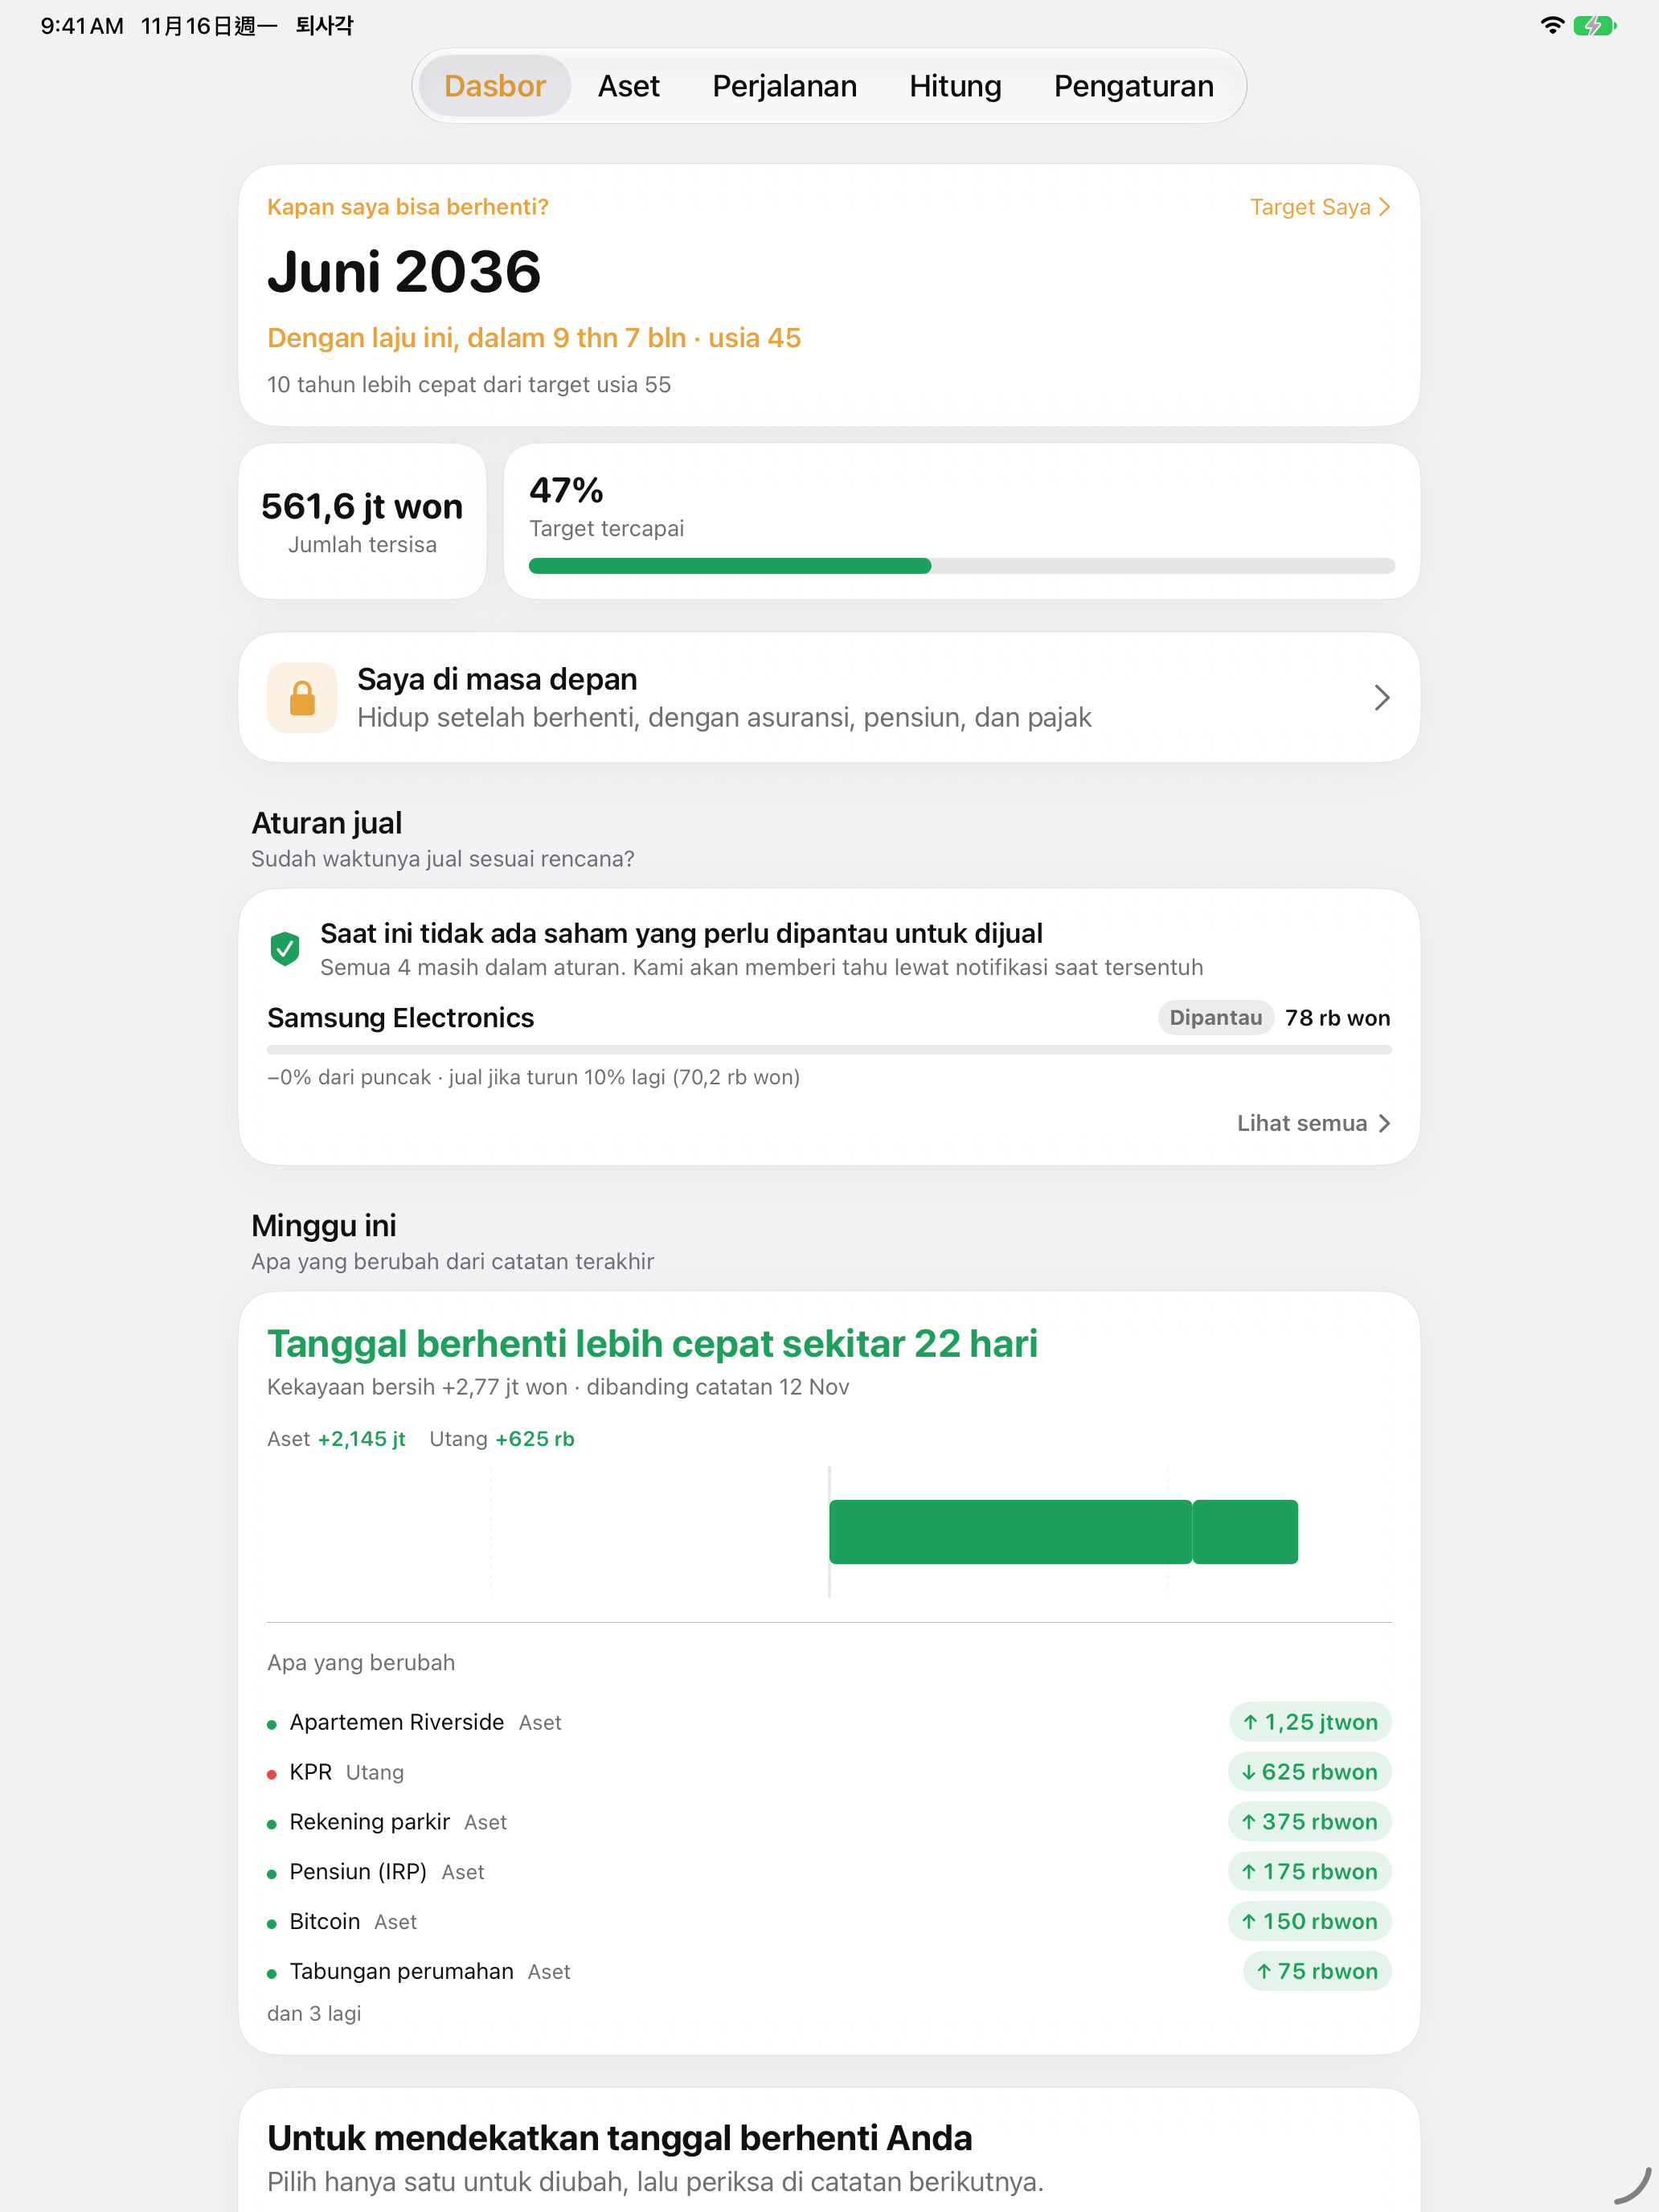 9:41 AM 11月16日週一 퇴사각
Dasbor Aset Perjalanan Hitung Pengaturan
Kapan saya bisa berhenti? Target Saya
Juni 2036
Dengan laju ini, dalam 9 thn 7 bln · usia 45
10 tahun lebih cepat dari target usia 55
561,6 jt won
Jumlah tersisa
47%
Target tercapai
Saya di masa depan
Hidup setelah berhenti, dengan asuransi, pensiun, dan pajak
Aturan jual
Sudah waktunya jual sesuai rencana?
Saat ini tidak ada saham yang perlu dipantau untuk dijual
Semua 4 masih dalam aturan. Kami akan memberi tahu lewat notifikasi saat tersentuh
Samsung Electronics Dipantau 78 rb won
−0% dari puncak · jual jika turun 10% lagi (70,2 rb won)
Lihat semua
Minggu ini
Apa yang berubah dari catatan terakhir
Tanggal berhenti lebih cepat sekitar 22 hari
Kekayaan bersih +2,77 jt won · dibanding catatan 12 Nov
Aset +2,145 jt Utang +625 rb
Apa yang berubah
Apartemen Riverside Aset ↑ 1,25 jtwon
KPR Utang ↓ 625 rbwon
Rekening parkir Aset ↑ 375 rbwon
Pensiun (IRP) Aset ↑ 175 rbwon
Bitcoin Aset ↑ 150 rbwon
Tabungan perumahan Aset ↑ 75 rbwon
dan 3 lagi
Untuk mendekatkan tanggal berhenti Anda
Pilih hanya satu untuk diubah, lalu periksa di catatan berikutnya.